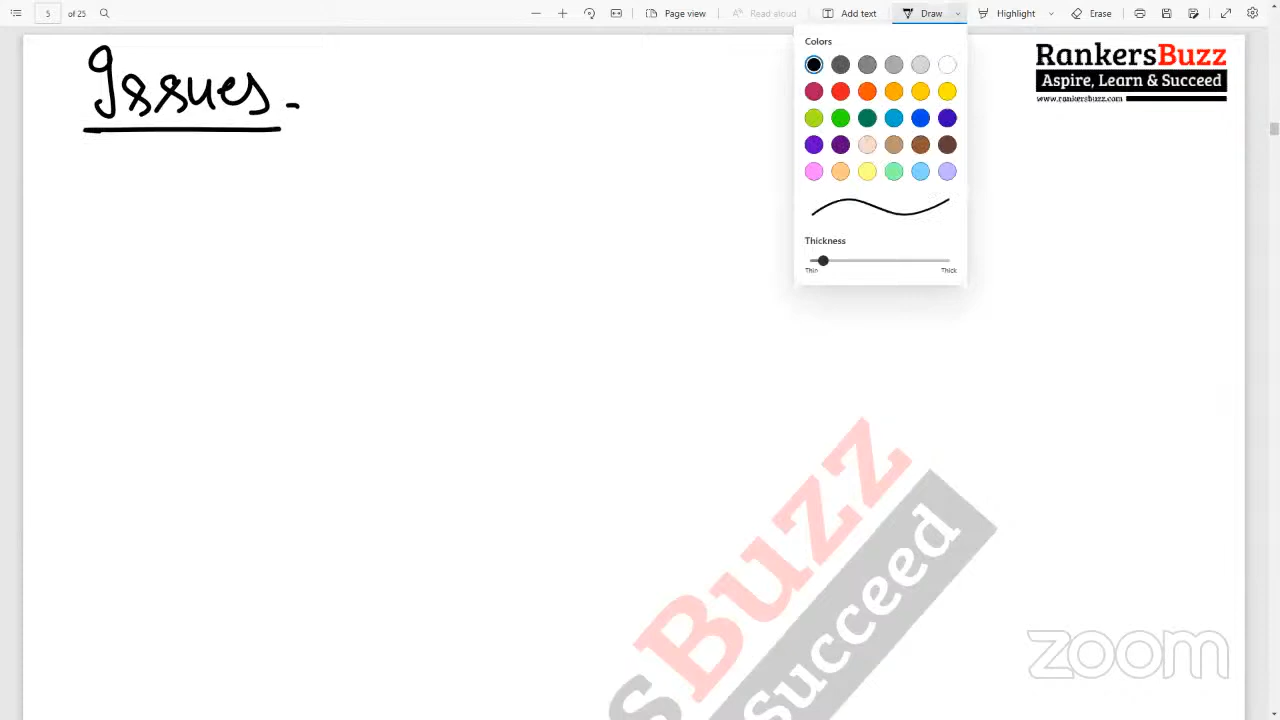 5 of 25 Page view Read aloud Add text Draw Highlight Erase
Issues -
Colors
Thickness
Thin Thick
RankersBuzz
Aspire, Learn & Succeed
www.rankersbuzz.com
sBuzz
succeed
zoom